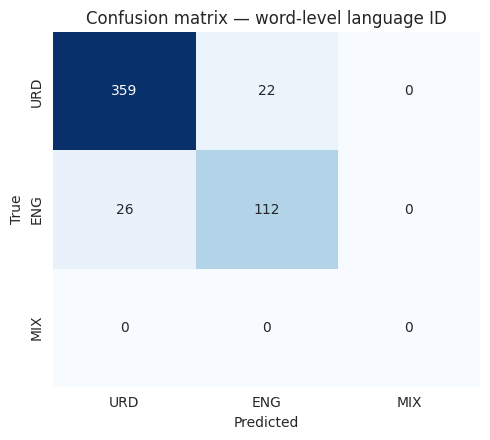 Confusion matrix — word-level language ID
URD 359 22 0
ENG 26 112 0
MIX 0 0 0
True
URD ENG MIX
Predicted